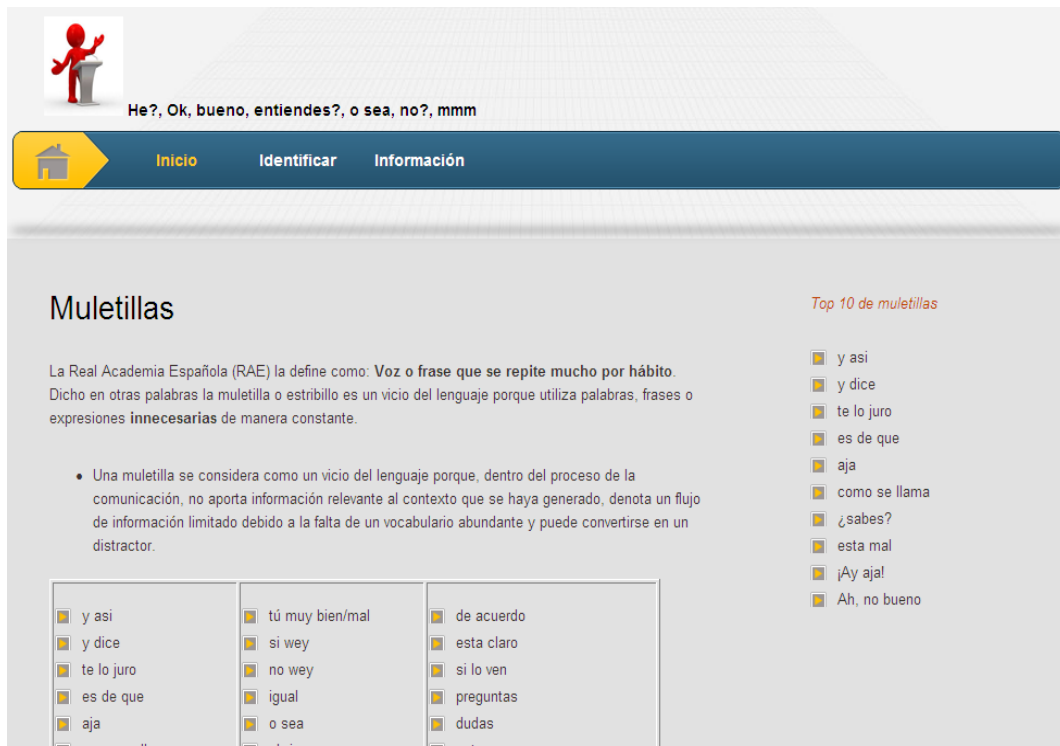 He?, Ok, bueno, entiendes?, o sea, no?, mmm
Inicio Identificar Información
Muletillas
La Real Academia Española (RAE) la define como: Voz o frase que se repite mucho por hábito.
Dicho en otras palabras la muletilla o estribillo es un vicio del lenguaje porque utiliza palabras, frases o
expresiones innecesarias de manera constante.
Una muletilla se considera como un vicio del lenguaje porque, dentro del proceso de la
comunicación, no aporta información relevante al contexto que se haya generado, denota un flujo
de información limitado debido a la falta de un vocabulario abundante y puede convertirse en un
distractor.
y asi
y dice
te lo juro
es de que
aja
tú muy bien/mal
si wey
no wey
igual
o sea
de acuerdo
esta claro
si lo ven
preguntas
dudas
Top 10 de muletillas
y asi
y dice
te lo juro
es de que
aja
como se llama
¿sabes?
esta mal
¡Ay aja!
Ah, no bueno